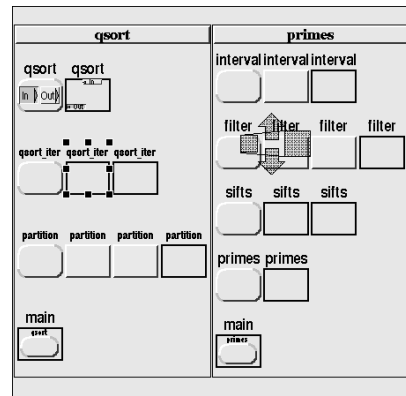 qsort
qsort qsort
In Out In
Out
qsort_iter qsort_iter qsort_iter
partition partition partition partition
main
qsort
primes
interval interval interval
filter filter filter filter
sifts sifts sifts
primes primes
main
primes